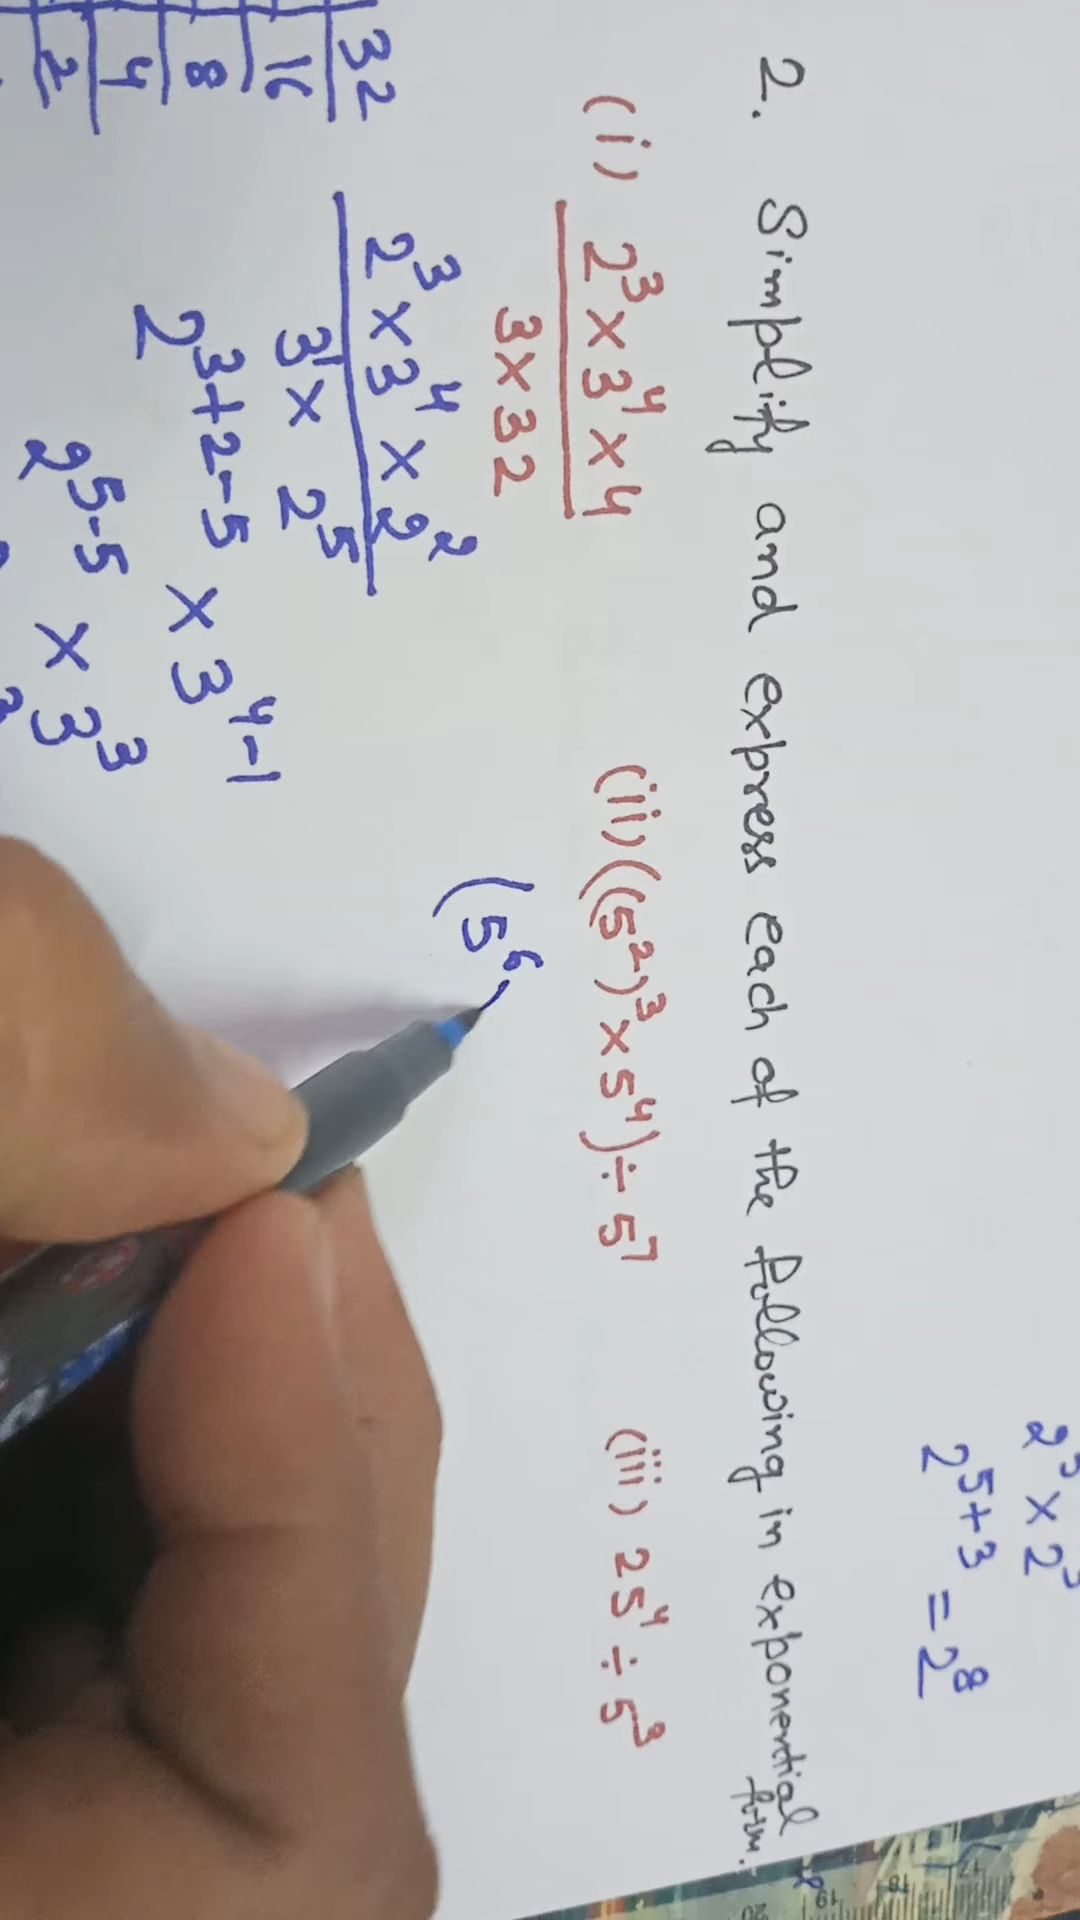 2⁵ × 2³
2⁵⁺³ = 2⁸
2. Simplify and express each of the following in exponential form.
(i) 2³ × 3⁴ × 4
3 × 32
(ii) ((5²)³ × 5⁴) ÷ 5⁷
(iii) 25⁴ ÷ 5³
2³ × 3⁴ × 2²
3¹ × 2⁵
2³⁺²⁻⁵ × 3⁴⁻¹
2⁵⁻⁵ × 3³
(5⁶
32
16
8
4
2